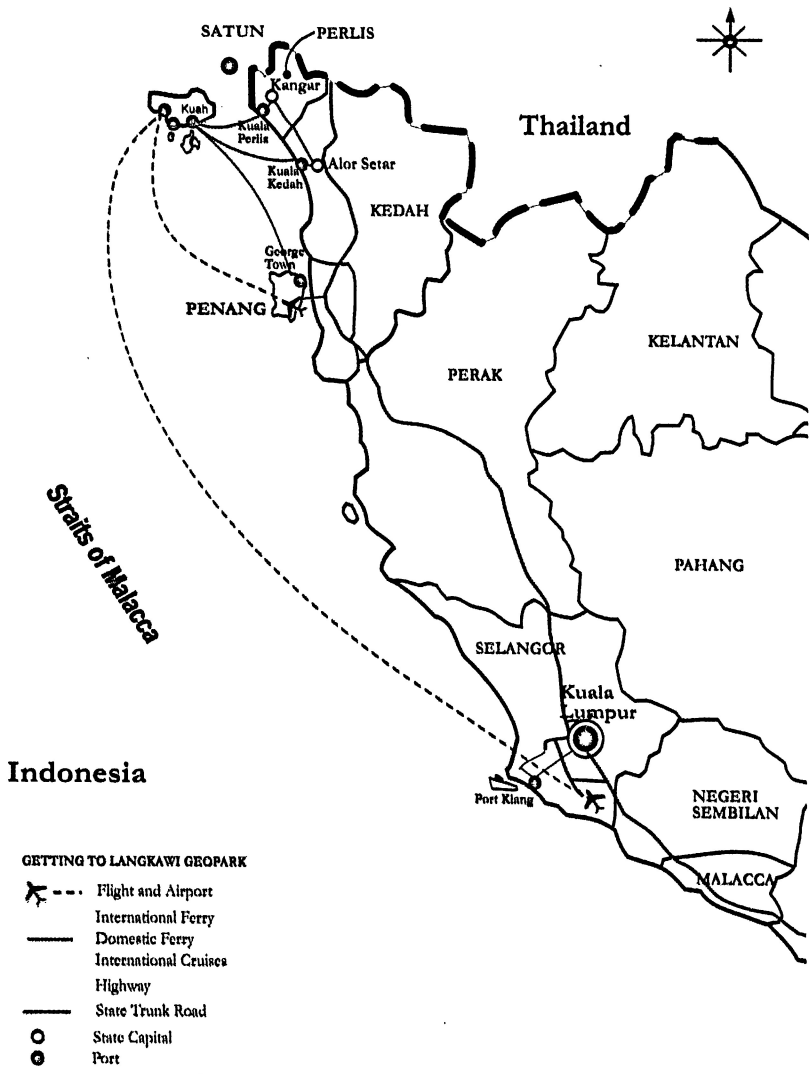 SATUN
PERLIS
Kangar
Kuah
Kuala
Perlis
Thailand
Alor Setar
Kuala
Kedah
KEDAH
George
Town
PENANG
KELANTAN
PERAK
Straits of Malacca
PAHANG
SELANGOR
Kuala
Lumpur
Indonesia
Port Klang
NEGERI
SEMBILAN
MALACCA
GETTING TO LANGKAWI GEOPARK
Flight and Airport
International Ferry
Domestic Ferry
International Cruises
Highway
State Trunk Road
State Capital
Port